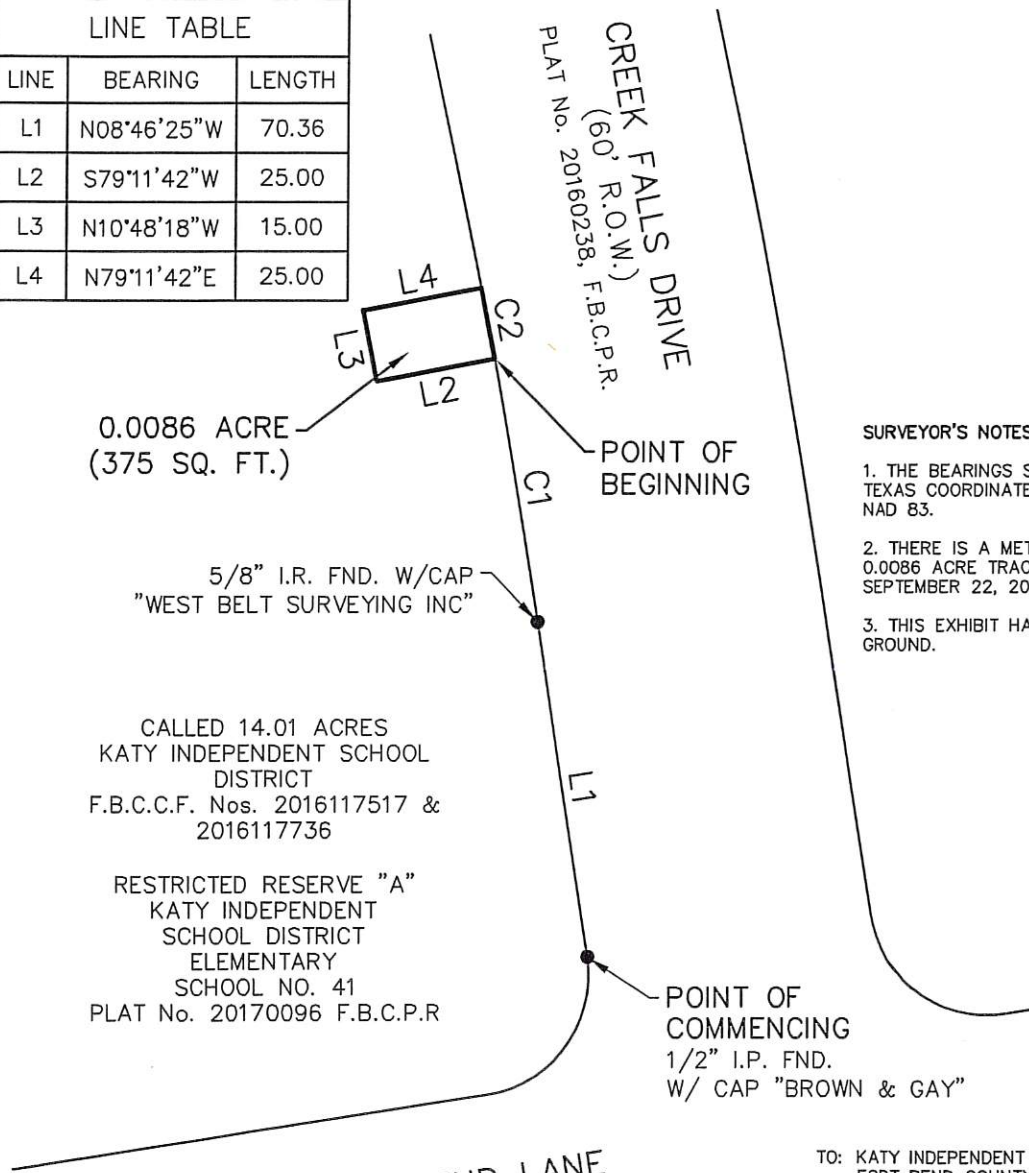 LINE TABLE
LINE BEARING LENGTH
L1 N08°46'25"W 70.36
L2 S79°11'42"W 25.00
L3 N10°48'18"W 15.00
L4 N79°11'42"E 25.00
CREEK FALLS DRIVE
(60' R.O.W.)
PLAT No. 20160238, F.B.C.P.R.
L4
C2
L3
L2
0.0086 ACRE
(375 SQ. FT.)
POINT OF
BEGINNING
C1
5/8" I.R. FND. W/CAP
"WEST BELT SURVEYING INC"
CALLED 14.01 ACRES
KATY INDEPENDENT SCHOOL
DISTRICT
F.B.C.C.F. Nos. 2016117517 &
2016117736
L1
RESTRICTED RESERVE "A"
KATY INDEPENDENT
SCHOOL DISTRICT
ELEMENTARY
SCHOOL NO. 41
PLAT No. 20170096 F.B.C.P.R
POINT OF
COMMENCING
1/2" I.P. FND.
W/ CAP "BROWN & GAY"
SURVEYOR'S NOTES
1. THE BEARINGS
TEXAS COORDINATE
NAD 83.
2. THERE IS A
0.0086 ACRE
SEPTEMBER 22,
3. THIS EXHIBIT
GROUND.
LANE
TO: KATY INDEPENDENT